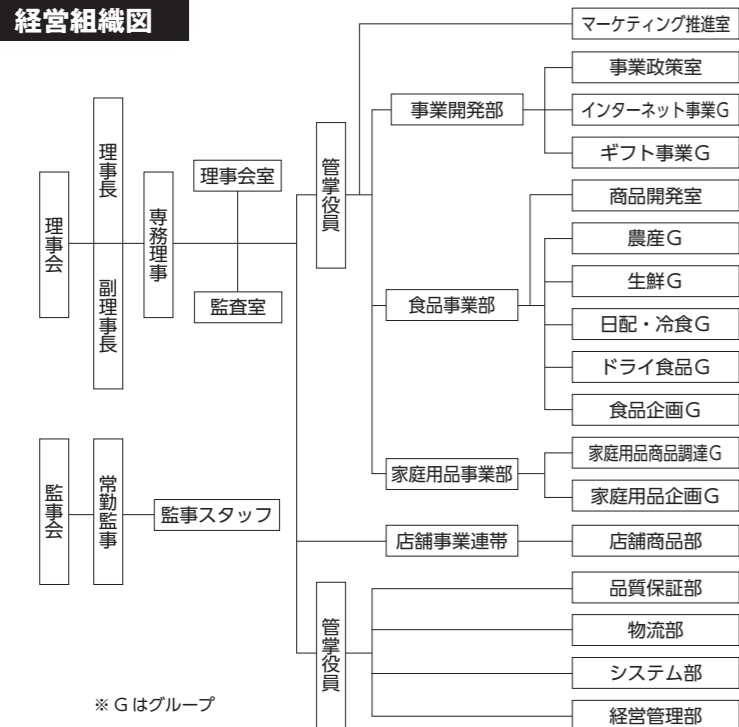 経営組織図
理事会
理事長
副理事長
専務理事
理事会室
監査室
管掌役員
マーケティング推進室
事業開発部
事業政策室
インターネット事業G
ギフト事業G
食品事業部
商品開発室
農産G
生鮮G
日配・冷食G
ドライ食品G
食品企画G
家庭用品事業部
家庭用品商品調達G
家庭用品企画G
店舗事業連帯
店舗商品部
管掌役員
品質保証部
物流部
システム部
経営管理部
監事会
常勤監事
監事スタッフ
※ G はグループ